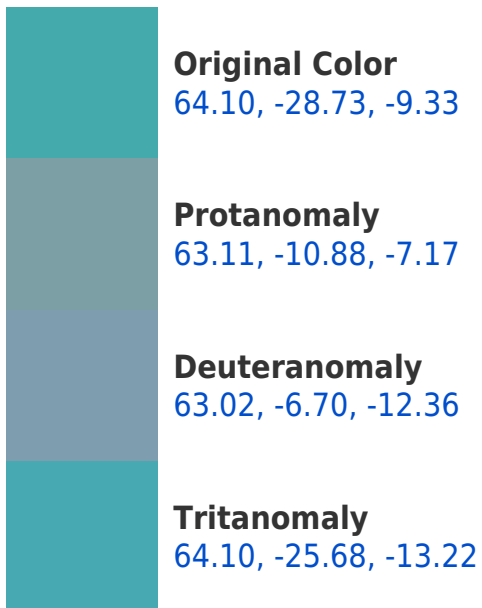 Original Color
64.10, -28.73, -9.33
Protanomaly
63.11, -10.88, -7.17
Deuteranomaly
63.02, -6.70, -12.36
Tritanomaly
64.10, -25.68, -13.22